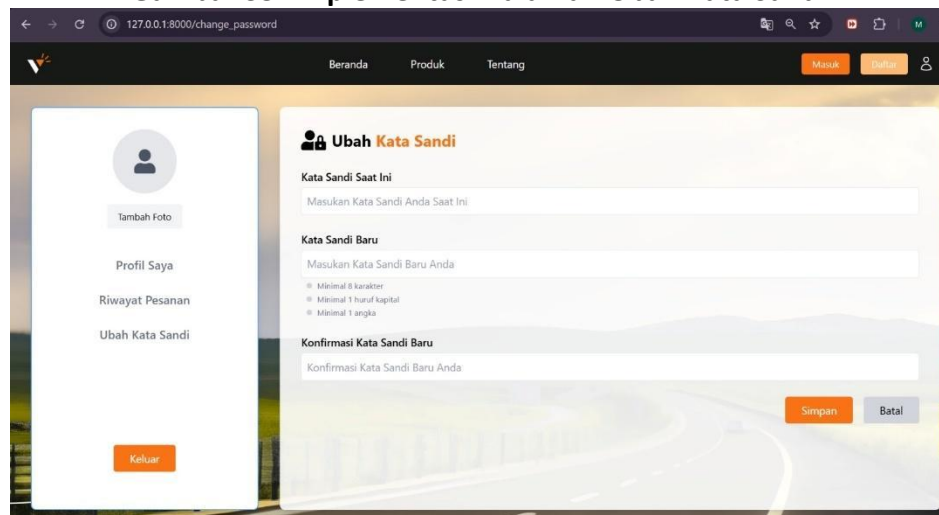 127.0.0.1:8000/change_password
M
Beranda Produk Tentang Masuk Daftar
Tambah Foto
Profil Saya
Riwayat Pesanan
Ubah Kata Sandi
Keluar
Ubah Kata Sandi
Kata Sandi Saat Ini
Masukan Kata Sandi Anda Saat Ini
Kata Sandi Baru
Masukan Kata Sandi Baru Anda
Minimal 8 karakter
Minimal 1 huruf kapital
Minimal 1 angka
Konfirmasi Kata Sandi Baru
Konfirmasi Kata Sandi Baru Anda
Simpan Batal